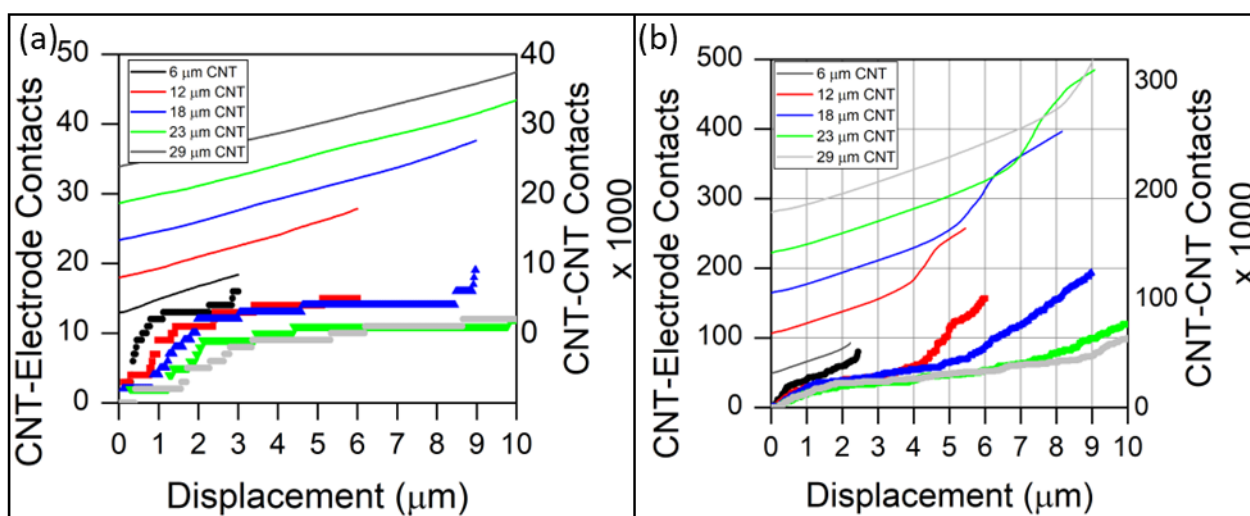 (a)
50
40
30
20
10
0
CNT-Electrode Contacts
6 μm CNT
12 μm CNT
18 μm CNT
23 μm CNT
29 μm CNT
40
30
20
10
0
CNT-CNT Contacts
x 1000
0 1 2 3 4 5 6 7 8 9 10
Displacement (μm)
(b)
500
400
300
200
100
0
CNT-Electrode Contacts
6 μm CNT
12 μm CNT
18 μm CNT
23 μm CNT
29 μm CNT
300
200
100
0
CNT-CNT Contacts
x 1000
0 1 2 3 4 5 6 7 8 9 10
Displacement (μm)